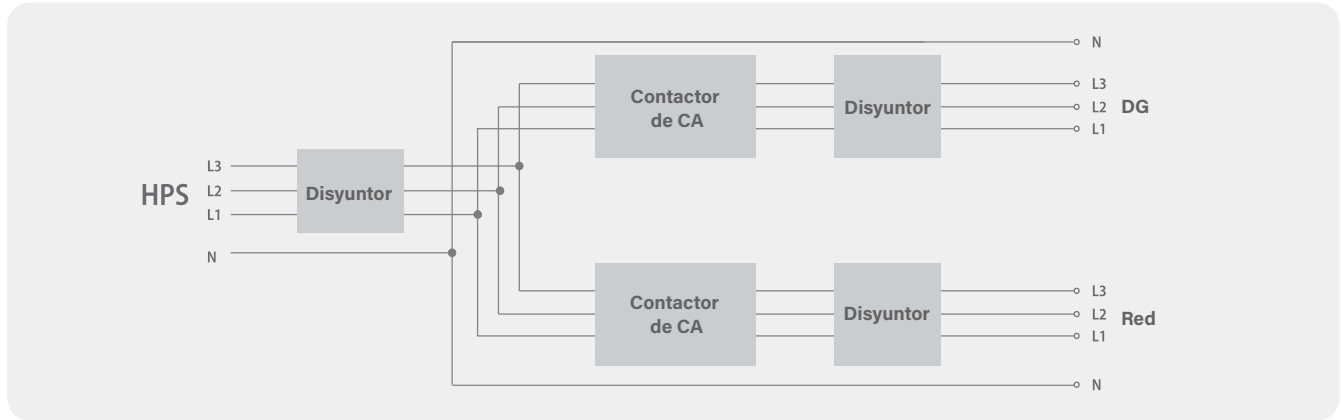 N
L3
L2
L1
DG
Contactor
de CA
Disyuntor
HPS
L3
L2
L1
N
Disyuntor
Contactor
de CA
Disyuntor
L3
L2
L1
Red
N